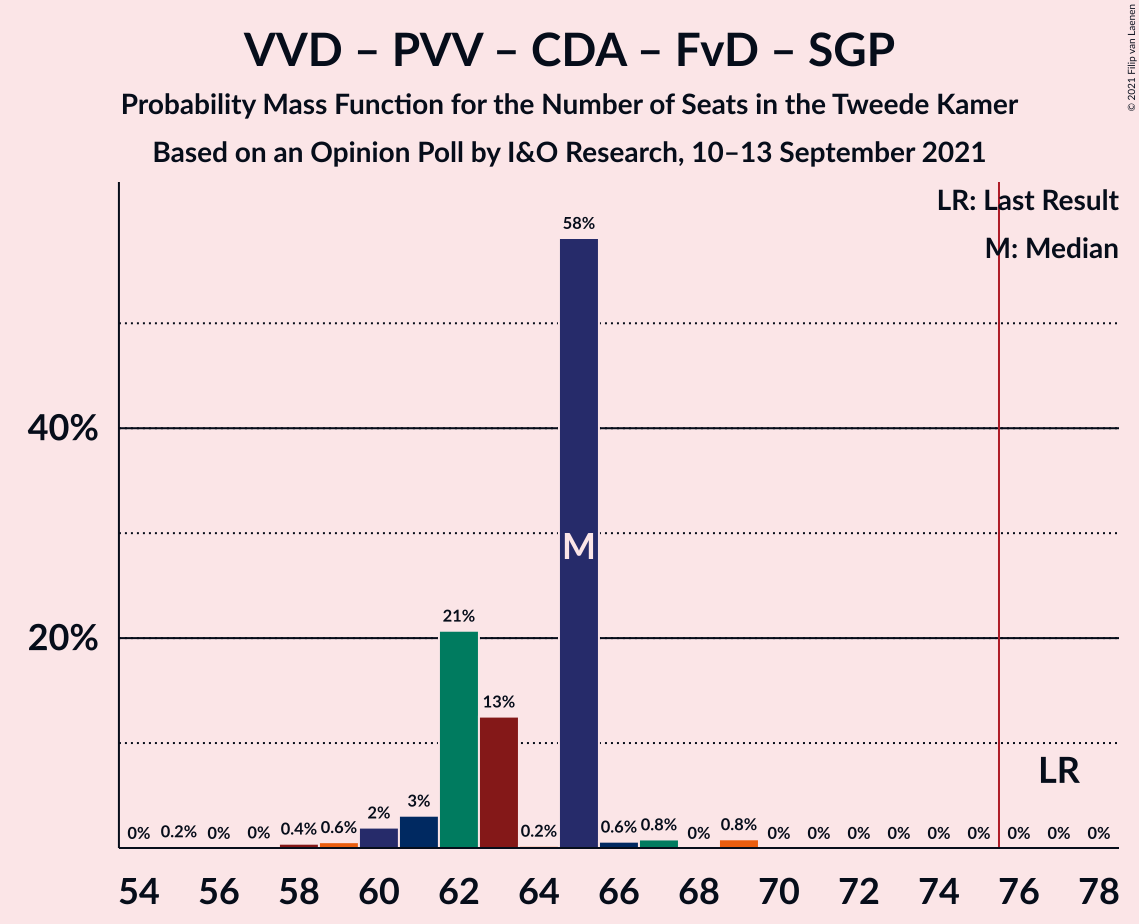 VVD – PVV – CDA – FvD – SGP
Probability Mass Function for the Number of Seats in the Tweede Kamer
Based on an Opinion Poll by I&O Research, 10–13 September 2021
© 2021 Filip van Laenen
LR: Last Result
M: Median
58%
40%
M
21%
20%
13%
LR
0% 0.2% 0% 0% 0.4% 0.6% 2% 3% 0.2% 0.6% 0.8% 0% 0.8% 0% 0% 0% 0% 0% 0% 0% 0% 0%
54 56 58 60 62 64 66 68 70 72 74 76 78